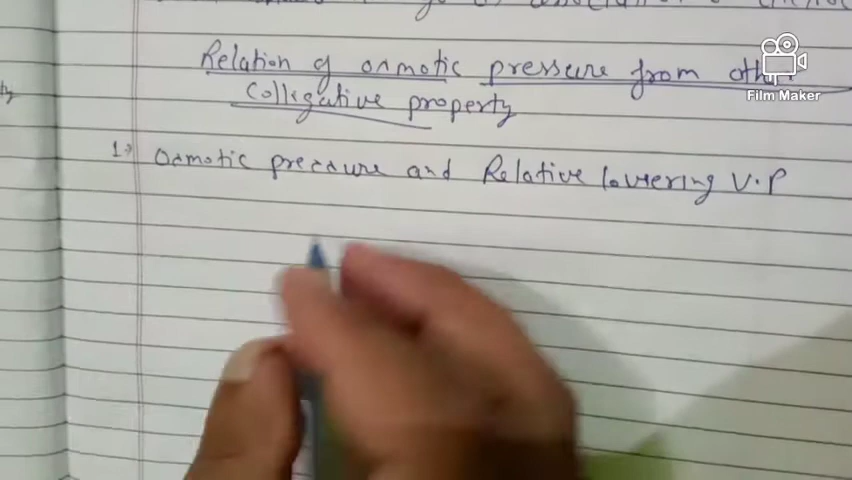 Relation of osmotic pressure from other
Colligative property
1→ Osmotic pressure and Relative lowering V.P
Film Maker